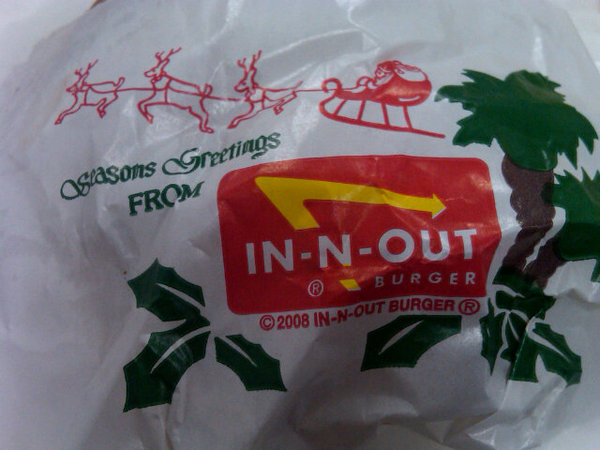 Seasons Greetings
FROM
IN-N-OUT
® BURGER
©2008 IN-N-OUT BURGER®